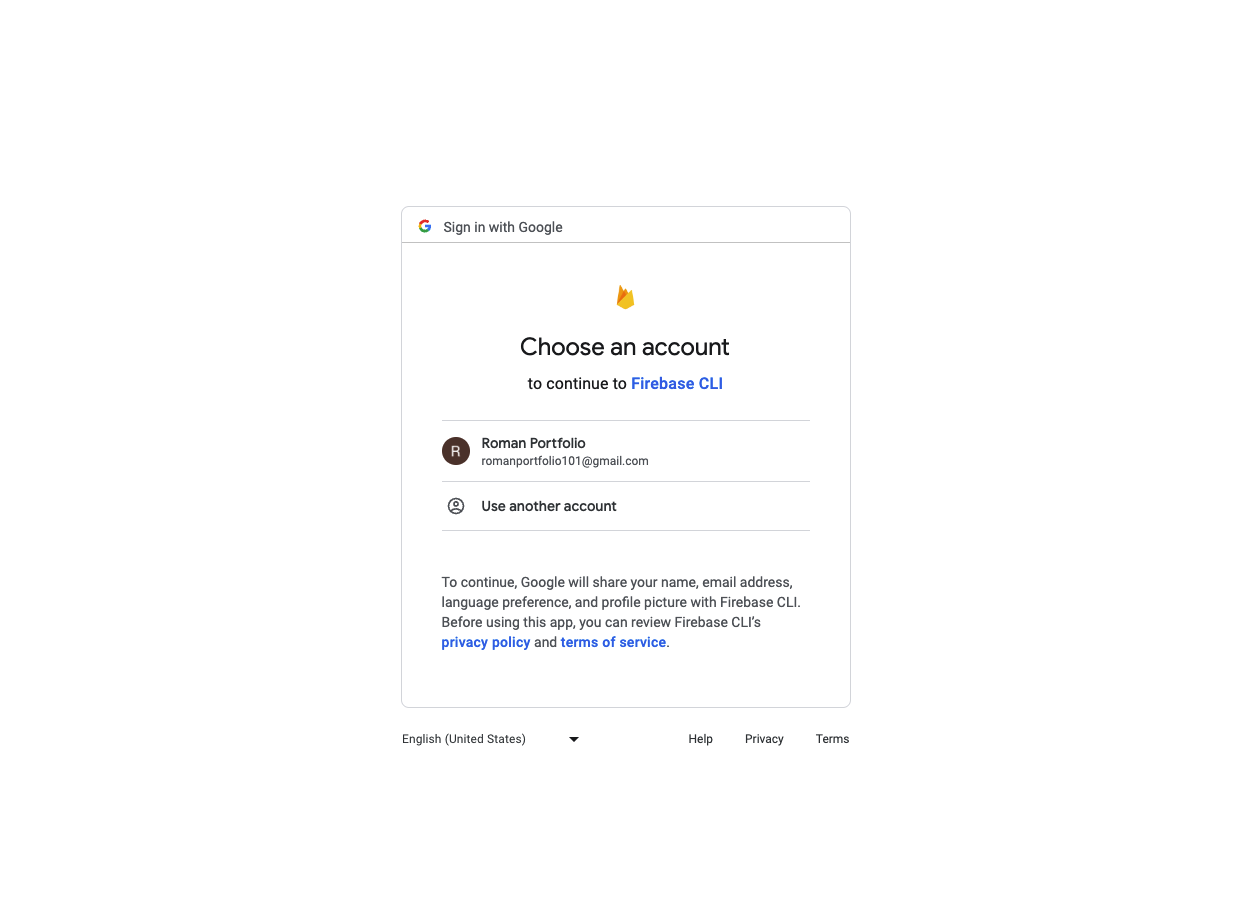 Sign in with Google
Choose an account
to continue to Firebase CLI
R
Roman Portfolio
romanportfolio101@gmail.com
Use another account
To continue, Google will share your name, email address,
language preference, and profile picture with Firebase CLI.
Before using this app, you can review Firebase CLI’s
privacy policy and terms of service.
English (United States)
Help
Privacy
Terms